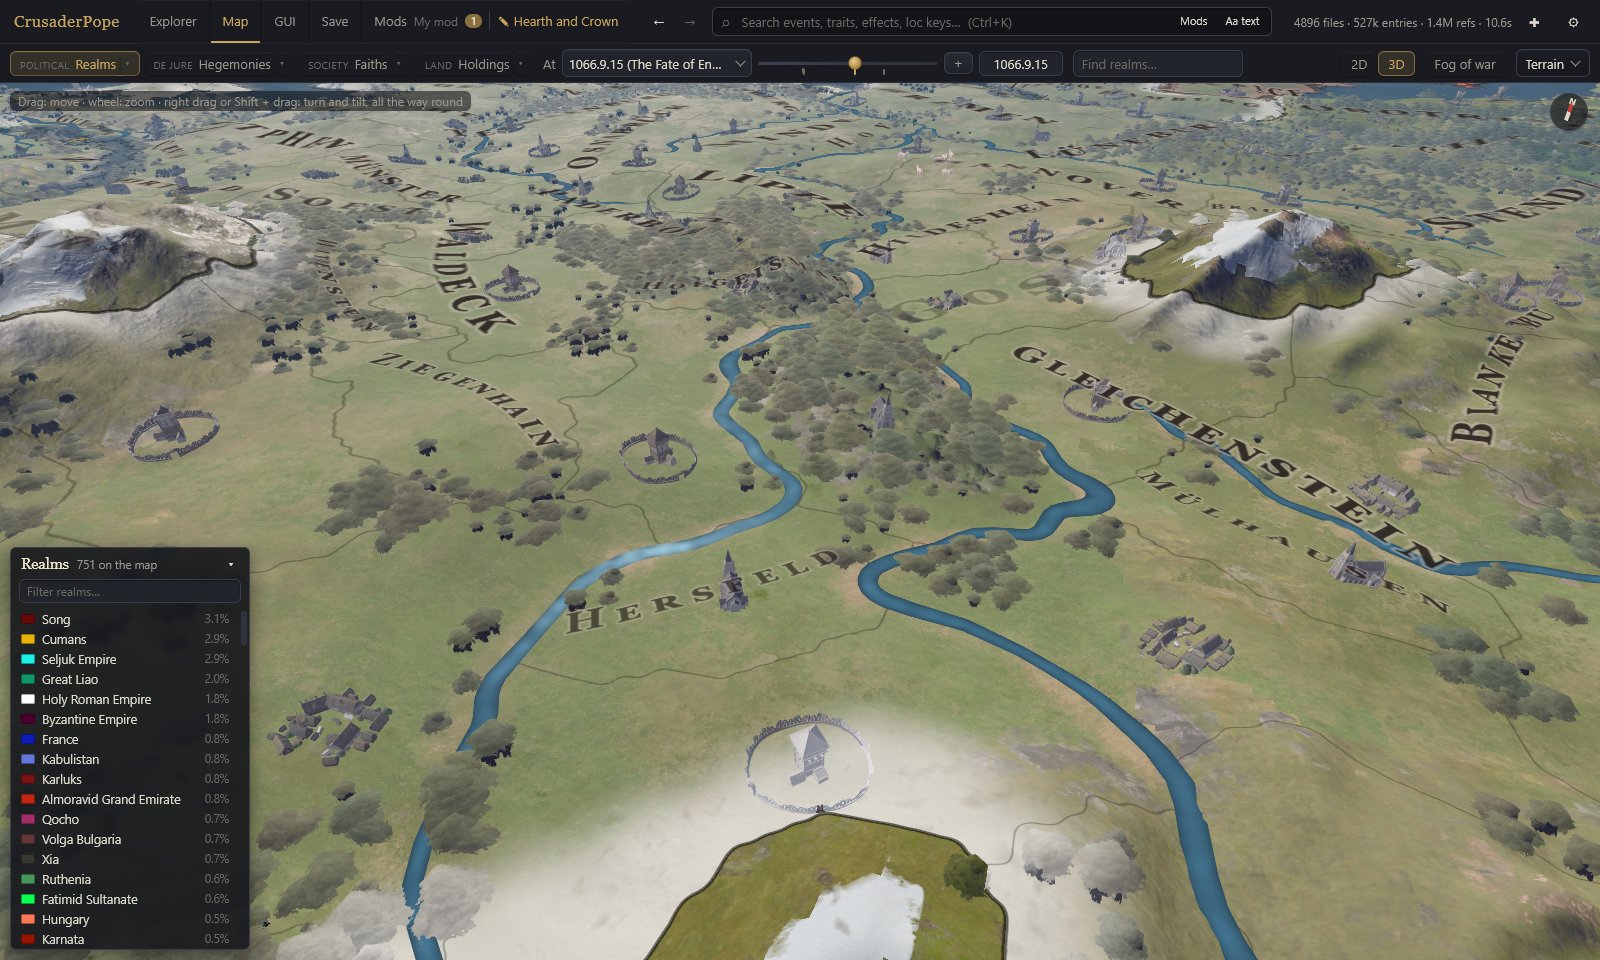 CrusaderPope
Explorer
Map
GUI
Save
Mods My mod 1
Hearth and Crown
Search events, traits, effects, loc keys... (Ctrl+K)
Mods
Aa text
4896 files · 527k entries · 1.4M refs · 10.6s
POLITICAL Realms
DE JURE Hegemonies
SOCIETY Faiths
LAND Holdings
At
1066.9.15 (The Fate of En...
+
1066.9.15
Find realms...
2D
3D
Fog of war
Terrain
Drag: move · wheel: zoom · right drag or Shift + drag: turn and tilt, all the way round
N
SOEST
LIPPE
HILDESHEIM
WALDECK
ZIEGENHAIN
GLEICHENSTEIN
MÜLHAUSEN
HERSFELD
Realms 751 on the map
Filter realms...
Song 3.1%
Cumans 2.9%
Seljuk Empire 2.9%
Great Liao 2.0%
Holy Roman Empire 1.8%
Byzantine Empire 1.8%
France 0.8%
Kabulistan 0.8%
Karluks 0.8%
Almoravid Grand Emirate 0.8%
Qocho 0.7%
Volga Bulgaria 0.7%
Xia 0.7%
Ruthenia 0.6%
Fatimid Sultanate 0.6%
Hungary 0.5%
Karnata 0.5%